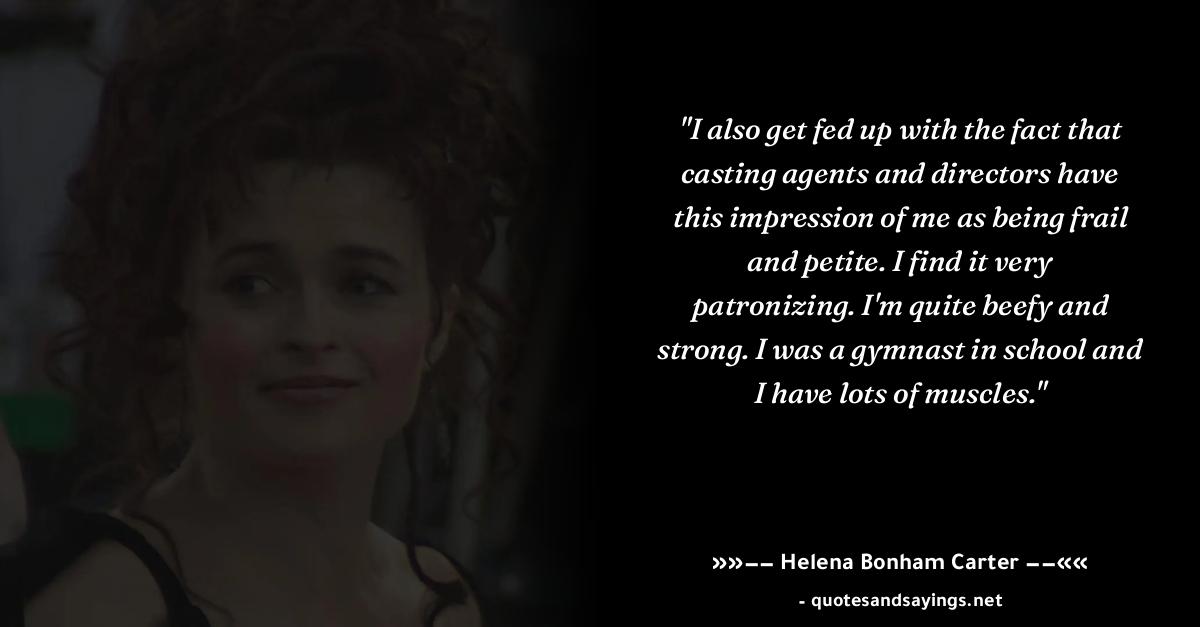 "I also get fed up with the fact that
casting agents and directors have
this impression of me as being frail
and petite. I find it very
patronizing. I'm quite beefy and
strong. I was a gymnast in school and
I have lots of muscles."
»»−− Helena Bonham Carter −−««
- quotesandsayings.net